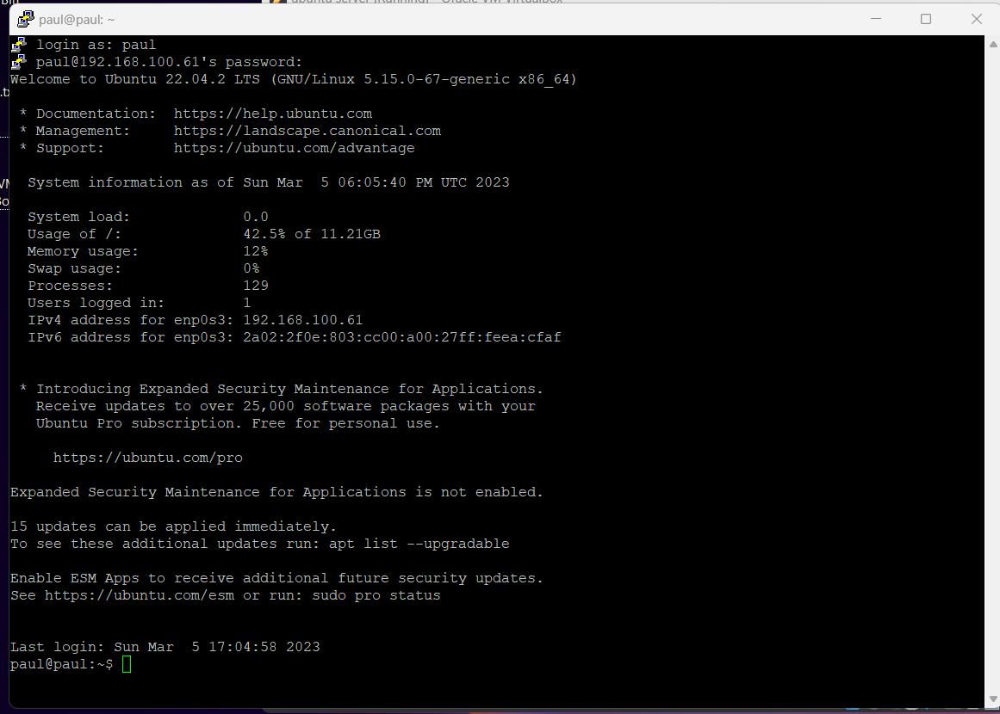 ubuntu server [Running] - Oracle VM VirtualBox
paul@paul: ~
login as: paul
paul@192.168.100.61's password:
Welcome to Ubuntu 22.04.2 LTS (GNU/Linux 5.15.0-67-generic x86_64)
* Documentation:  https://help.ubuntu.com
* Management:     https://landscape.canonical.com
* Support:        https://ubuntu.com/advantage
System information as of Sun Mar  5 06:05:40 PM UTC 2023
System load:             0.0
Usage of /:              42.5% of 11.21GB
Memory usage:            12%
Swap usage:              0%
Processes:               129
Users logged in:         1
IPv4 address for enp0s3: 192.168.100.61
IPv6 address for enp0s3: 2a02:2f0e:803:cc00:a00:27ff:feea:cfaf
* Introducing Expanded Security Maintenance for Applications.
Receive updates to over 25,000 software packages with your
Ubuntu Pro subscription. Free for personal use.
https://ubuntu.com/pro
Expanded Security Maintenance for Applications is not enabled.
15 updates can be applied immediately.
To see these additional updates run: apt list --upgradable
Enable ESM Apps to receive additional future security updates.
See https://ubuntu.com/esm or run: sudo pro status
Last login: Sun Mar  5 17:04:58 2023
paul@paul:~$